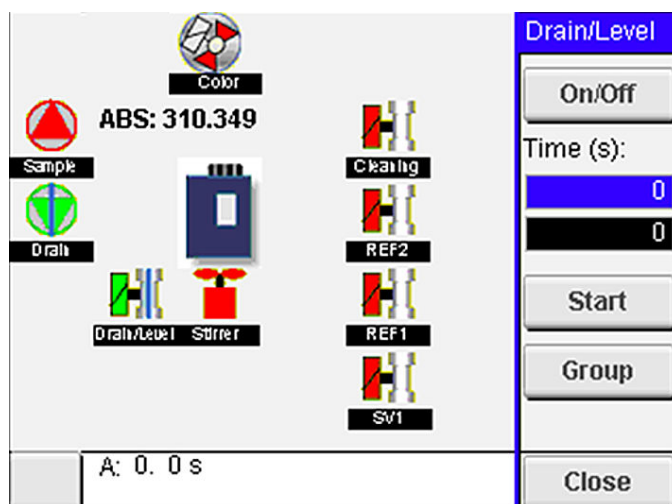 Drain/Level
Color
On/Off
ABS: 310.349
Time (s):
Sample
Cleaning
0
0
Drain
REF2
Start
Drain/Level
Stirrer
REF1
Group
SV1
A: 0. 0 s
Close